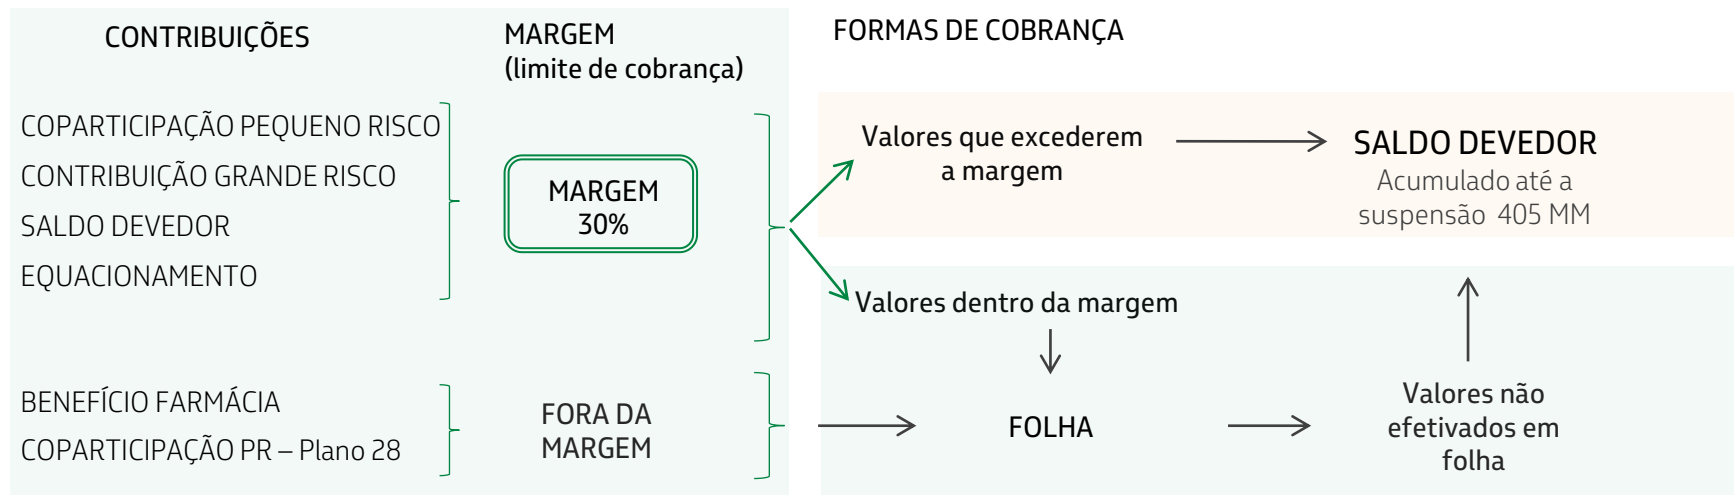 CONTRIBUIÇÕES
MARGEM
(limite de cobrança)
FORMAS DE COBRANÇA
COPARTICIPAÇÃO PEQUENO RISCO
CONTRIBUIÇÃO GRANDE RISCO
SALDO DEVEDOR
EQUACIONAMENTO
MARGEM
30%
Valores que excederem
a margem
SALDO DEVEDOR
Acumulado até a
suspensão 405 MM
Valores dentro da margem
BENEFÍCIO FARMÁCIA
COPARTICIPAÇÃO PR – Plano 28
FORA DA
MARGEM
FOLHA
Valores não
efetivados em
folha